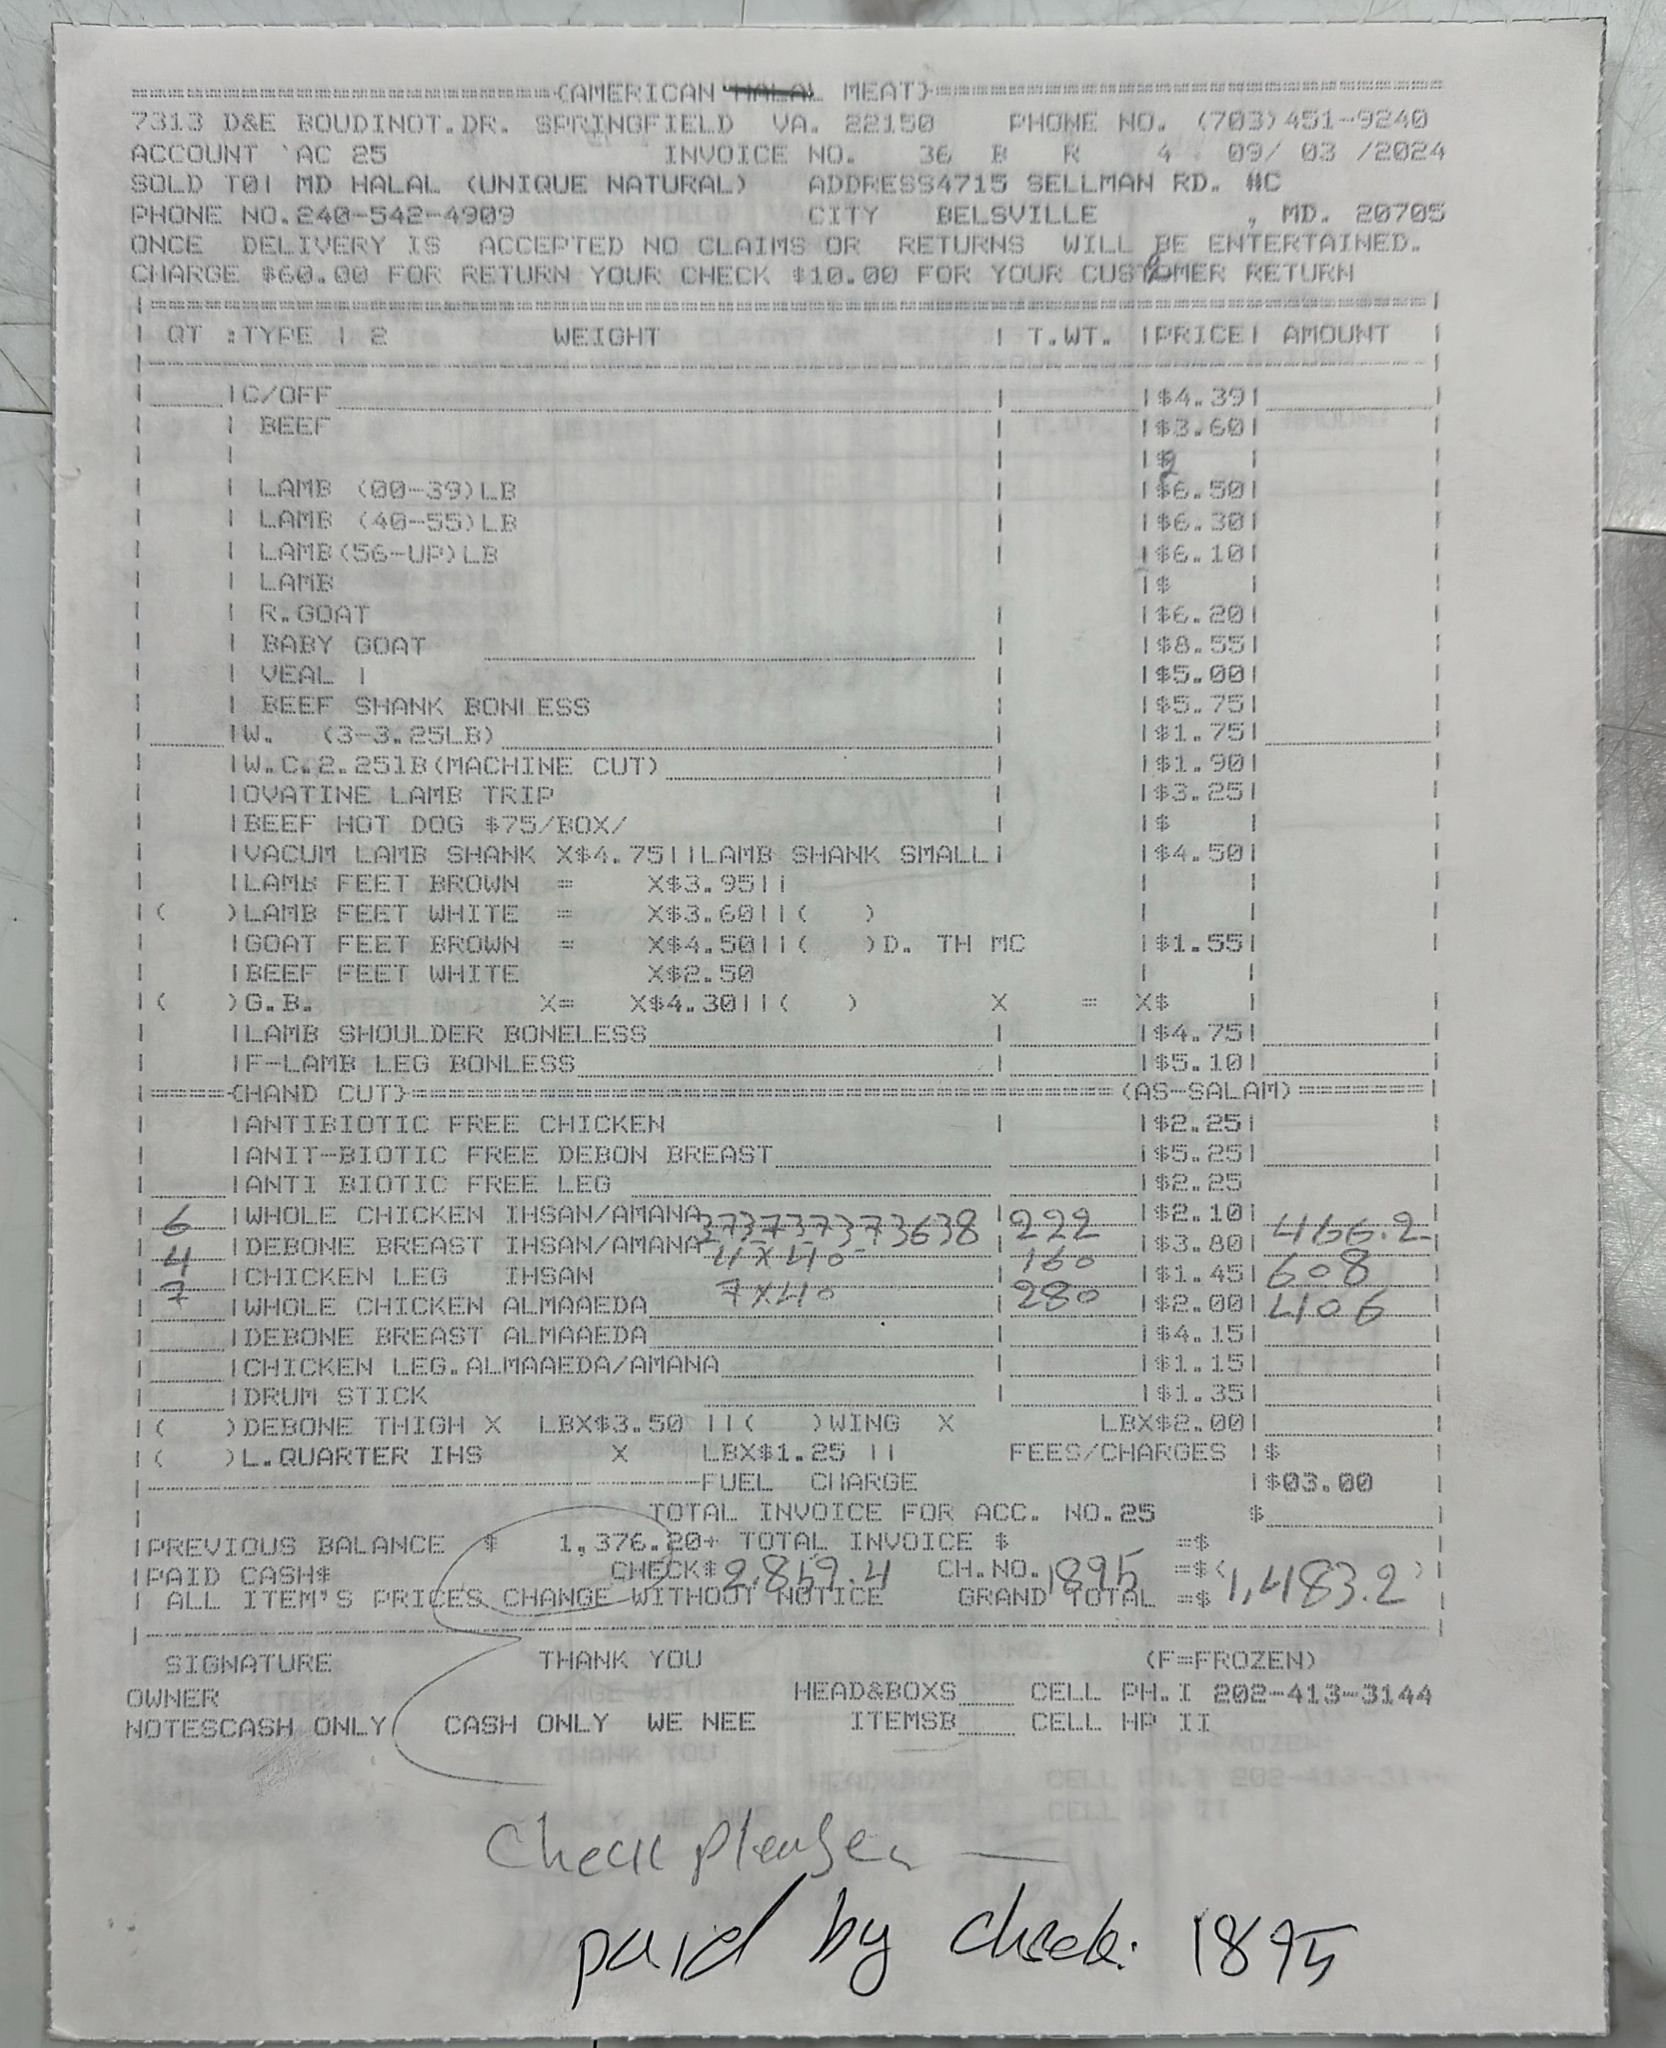 (AMERICAN HALAL MEAT)
7313 D&E BOUDINOT.DR. SPRINGFIELD VA. 22150 PHONE NO. (703)451-9240
ACCOUNT `AC 25 INVOICE NO. 36 B R 4 09/ 03 /2024
SOLD TO| MD HALAL (UNIQUE NATURAL) ADDRESS4715 SELLMAN RD. #C
PHONE NO.240-542-4909 CITY BELSVILLE , MD. 20705
ONCE DELIVERY IS ACCEPTED NO CLAIMS OR RETURNS WILL BE ENTERTAINED.
CHARGE $60.00 FOR RETURN YOUR CHECK $10.00 FOR YOUR CUSTOMER RETURN
| QT :TYPE | 2 WEIGHT | T.WT. |PRICE| AMOUNT |
| |C/OFF | |$4.39| |
| | BEEF | |$3.60| |
| | | |$ | |
| | LAMB (00-39)LB | |$6.50| |
| | LAMB (40-55)LB | |$6.30| |
| | LAMB(56-UP)LB | |$6.10| |
| | LAMB |$ | |
| | R.GOAT | |$6.20| |
| | BABY GOAT | |$8.55| |
| | VEAL | |$5.00| |
| | BEEF SHANK BONLESS |$5.75| |
| |W. (3-3.25LB) | |$1.75| |
| |W.C.2.251B(MACHINE CUT) | |$1.90| |
| |OVATINE LAMB TRIP | |$3.25| |
| |BEEF HOT DOG $75/BOX/ | |$ | |
| |VACUM LAMB SHANK X$4.75||LAMB SHANK SMALL| |$4.50| |
| |LAMB FEET BROWN = X$3.95|| | | |
|( )LAMB FEET WHITE = X$3.60||( ) | | |
| |GOAT FEET BROWN = X$4.50||( )D. TH MC |$1.55| |
| |BEEF FEET WHITE X$2.50 | | |
|( )G.B. X= X$4.30||( ) X = X$ | |
| |LAMB SHOULDER BONELESS | |$4.75| |
| |F-LAMB LEG BONLESS | |$5.10| |
|=====(HAND CUT)=====(AS-SALAM)=======|
| |ANTIBIOTIC FREE CHICKEN | |$2.25| |
| |ANIT-BIOTIC FREE DEBON BREAST |$5.25| |
| |ANTI BIOTIC FREE LEG |$2.25 |
| 6 |WHOLE CHICKEN IHSAN/AMANA 373737373638 | 222 |$2.10| 466.2 |
| 4 |DEBONE BREAST IHSAN/AMANA 4x40 | 160 |$3.80| 608 |
| 7 |CHICKEN LEG IHSAN 7x40 | 280 |$1.45| 406 |
| |WHOLE CHICKEN ALMAAEDA | |$2.00| |
| |DEBONE BREAST ALMAAEDA | |$4.15| |
| |CHICKEN LEG.ALMAAEDA/AMANA | |$1.15| |
| |DRUM STICK | |$1.35| |
|( )DEBONE THIGH X LBX$3.50 ||( )WING X LBX$2.00| |
|( )L.QUARTER IHS X LBX$1.25 || FEES/CHARGES |$ |
FUEL CHARGE |$03.00 |
TOTAL INVOICE FOR ACC. NO.25 $
|PREVIOUS BALANCE $ 1,376.20+ TOTAL INVOICE $ =$
|PAID CASH$ CHECK$ 2,859.4 CH.NO. 1895 =$( 1,483.2 )
| ALL ITEM'S PRICES CHANGE WITHOUT NOTICE GRAND TOTAL =$
SIGNATURE THANK YOU (F=FROZEN)
OWNER HEAD&BOXS CELL PH.I 202-413-3144
NOTESCASH ONLY CASH ONLY WE NEE ITEMSB CELL HP II
Check please
paid by check: 1895